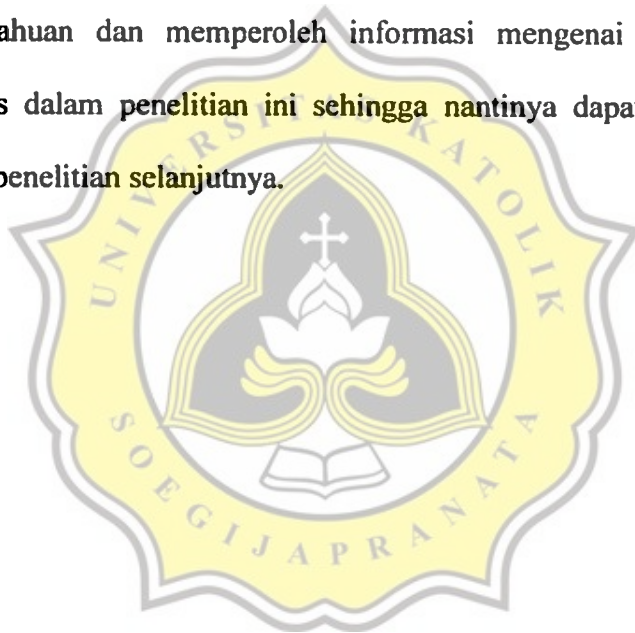 ahuan dan memperoleh informasi mengenai
s dalam penelitian ini sehingga nantinya dapa
penelitian selanjutnya.
UNIVERSITAS KATOLIK
SOEGIJAPRANATA